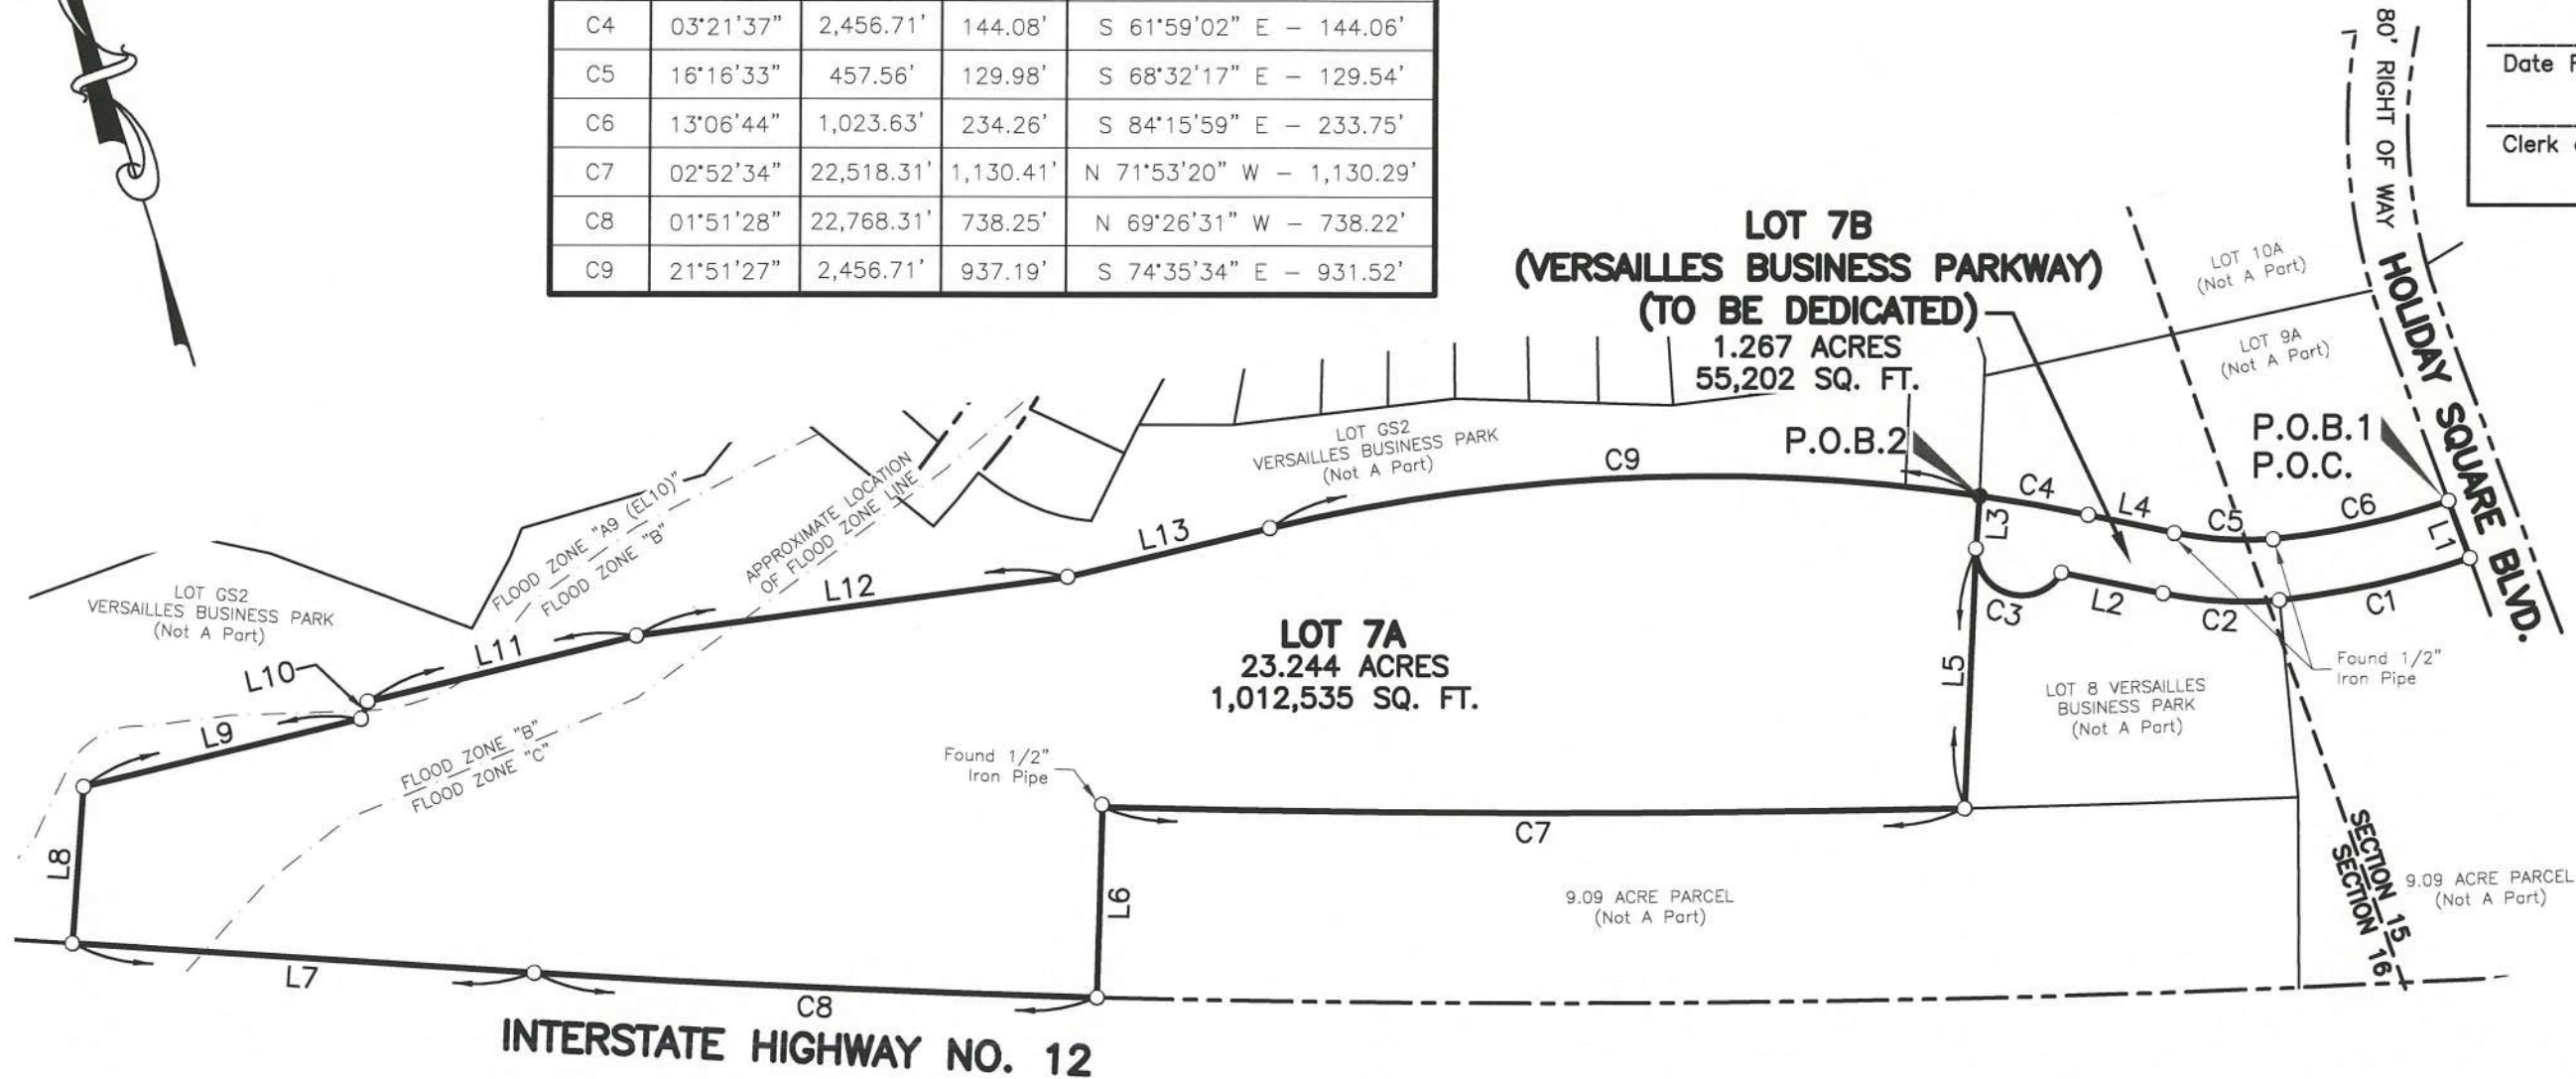 C4 03°21'37" 2,456.71' 144.08' S 61°59'02" E – 144.06'
C5 16°16'33" 457.56' 129.98' S 68°32'17" E – 129.54'
C6 13°06'44" 1,023.63' 234.26' S 84°15'59" E – 233.75'
C7 02°52'34" 22,518.31' 1,130.41' N 71°53'20" W – 1,130.29'
C8 01°51'28" 22,768.31' 738.25' N 69°26'31" W – 738.22'
C9 21°51'27" 2,456.71' 937.19' S 74°35'34" E – 931.52'
80' RIGHT OF WAY
Date
Clerk
LOT 7B
(VERSAILLES BUSINESS PARKWAY)
(TO BE DEDICATED)
1.267 ACRES
55,202 SQ. FT.
LOT 10A
(Not A Part)
LOT 9A
(Not A Part)
HOLIDAY SQUARE BLVD.
P.O.B.1
P.O.C.
P.O.B.2
LOT GS2
VERSAILLES BUSINESS PARK
(Not A Part)
C9
C4
L4
C5
C6
L1
L3
C3
L2
C2
C1
FLOOD ZONE "A9 (EL10)"
FLOOD ZONE "B"
APPROXIMATE LOCATION
OF FLOOD ZONE LINE
L13
L12
L11
L10
L9
LOT GS2
VERSAILLES BUSINESS PARK
(Not A Part)
LOT 7A
23.244 ACRES
1,012,535 SQ. FT.
L5
LOT 8 VERSAILLES
BUSINESS PARK
(Not A Part)
Found 1/2"
Iron Pipe
Found 1/2"
Iron Pipe
FLOOD ZONE "B"
FLOOD ZONE "C"
C7
L8
L6
L7
C8
9.09 ACRE PARCEL
(Not A Part)
SECTION 15
SECTION 16
9.09 ACRE PARCEL
(Not A Part)
INTERSTATE HIGHWAY NO. 12